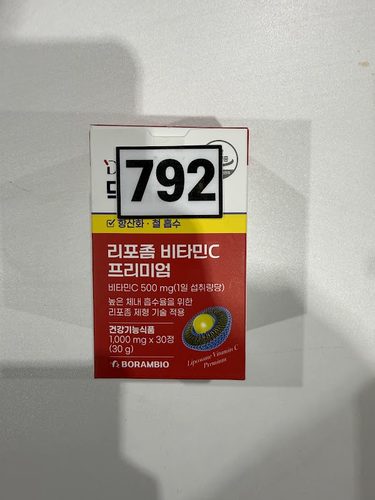 792
항산화 · 철 흡수
리포좀 비타민C
프리미엄
비타민C 500 mg(1일 섭취량당)
높은 체내 흡수율을 위한
리포좀 제형 기술 적용
건강기능식품
1,000 mg x 30정
(30 g)
BORAMBIO
Liposome Vitamin C
Premium